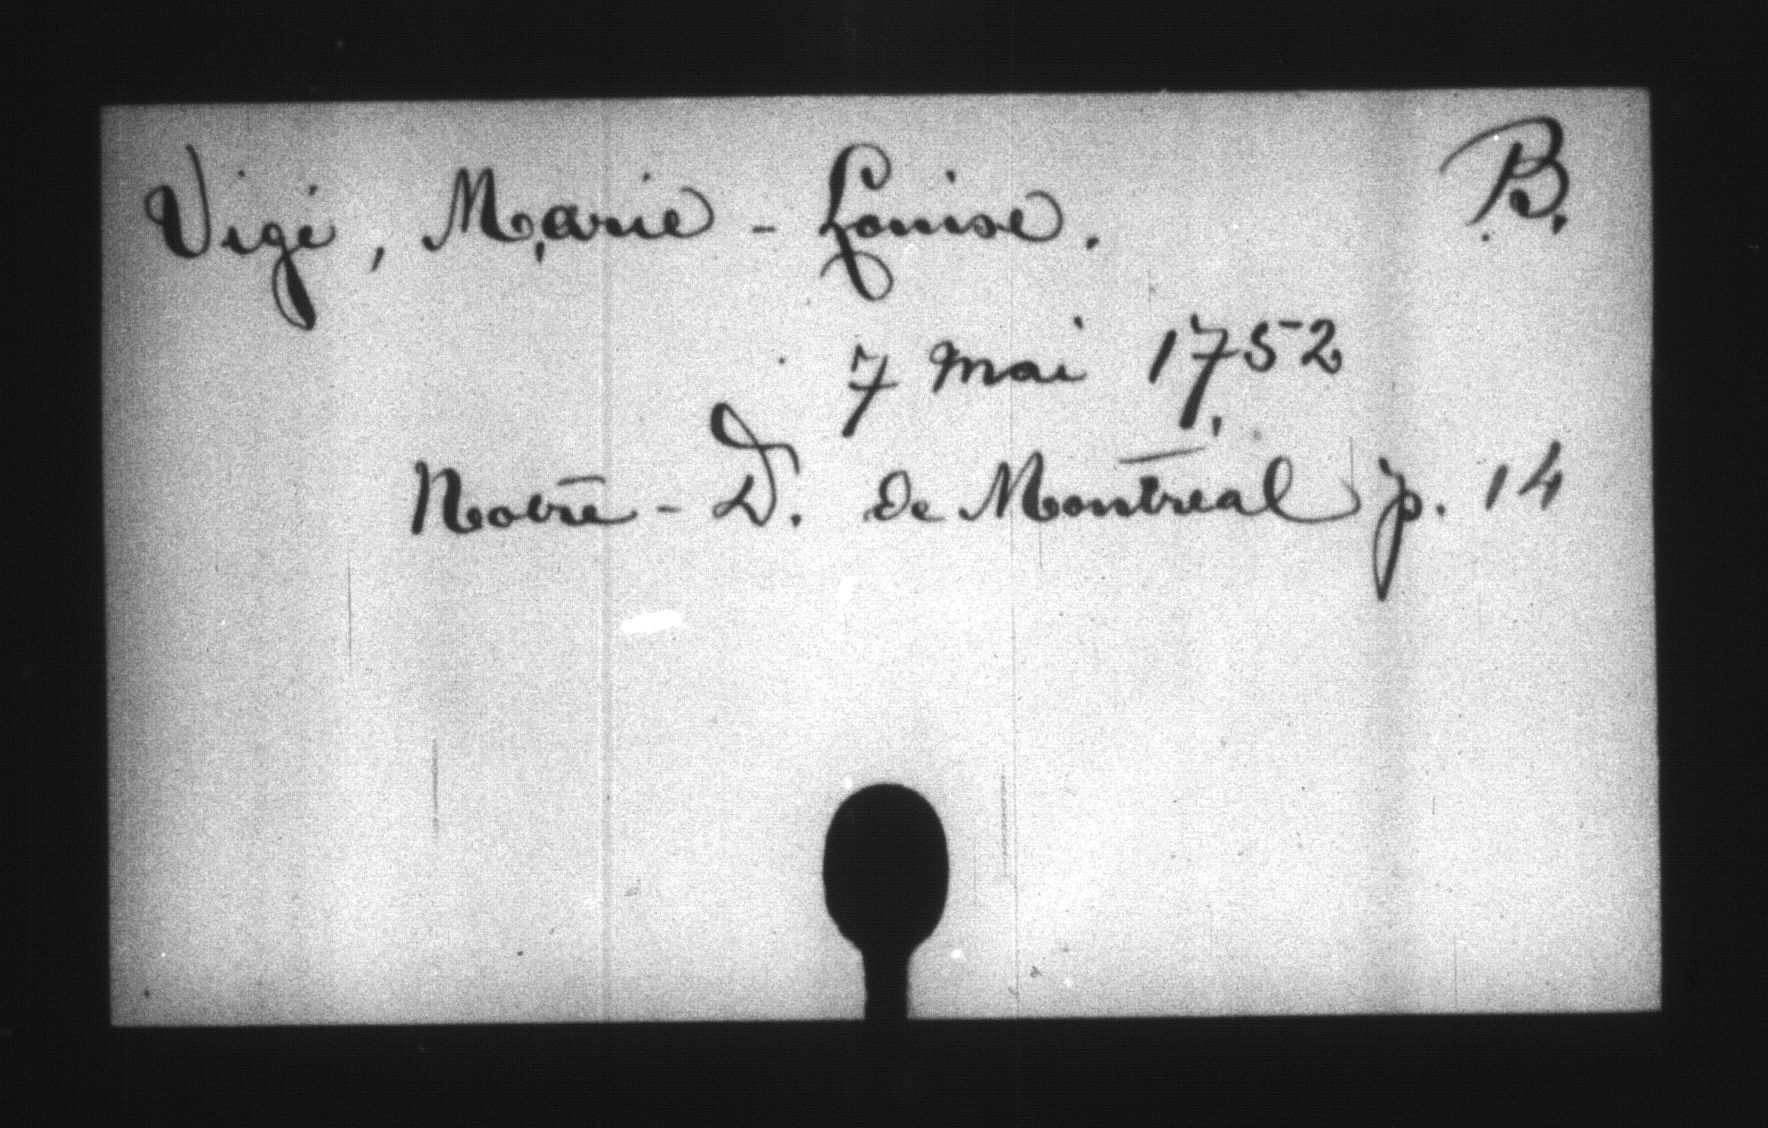 Vigé, Marie-Louise. B.
7 mai 1752
Notre-D. de Montréal p. 14